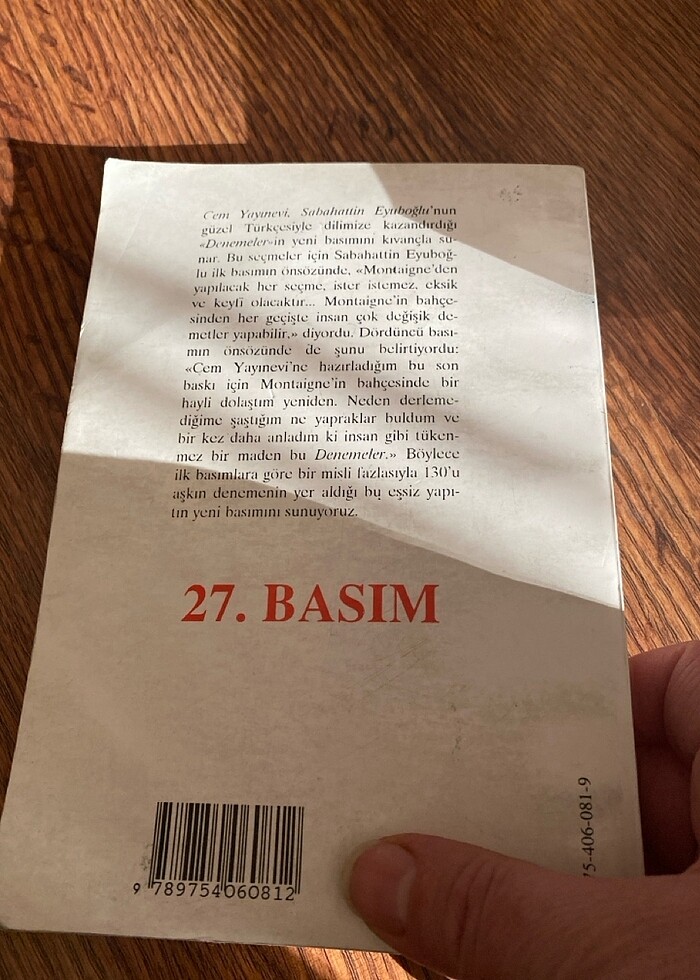 Cem Yayınevi, Sabahattin Eyuboğlu'nun
güzel Türkçesiyle dilimize kazandırdığı
«Denemeler»in yeni basımını kıvançla su-
nar. Bu seçmeler için Sabahattin Eyuboğ-
lu ilk basımın önsözünde, «Montaigne'den
yapılacak her seçme, ister istemez, eksik
ve keyfî olacaktır... Montaigne'in bahçe-
sinden her geçişte insan çok değişik de-
metler yapabilir,» diyordu. Dördüncü bası-
mın önsözünde de şunu belirtiyordu:
«Cem Yayınevi'ne hazırladığım bu son
baskı için Montaigne'in bahçesinde bir
hayli dolaştım yeniden. Neden derleme-
diğime şaştığım ne yapraklar buldum ve
bir kez daha anladım ki insan gibi tüken-
mez bir maden bu Denemeler.» Böylece
ilk basımlara göre bir misli fazlasıyla 130'u
aşkın denemenin yer aldığı bu eşsiz yapı-
tın yeni basımını sunuyoruz.
27. BASIM
9 789754 060812
75-406-081-9